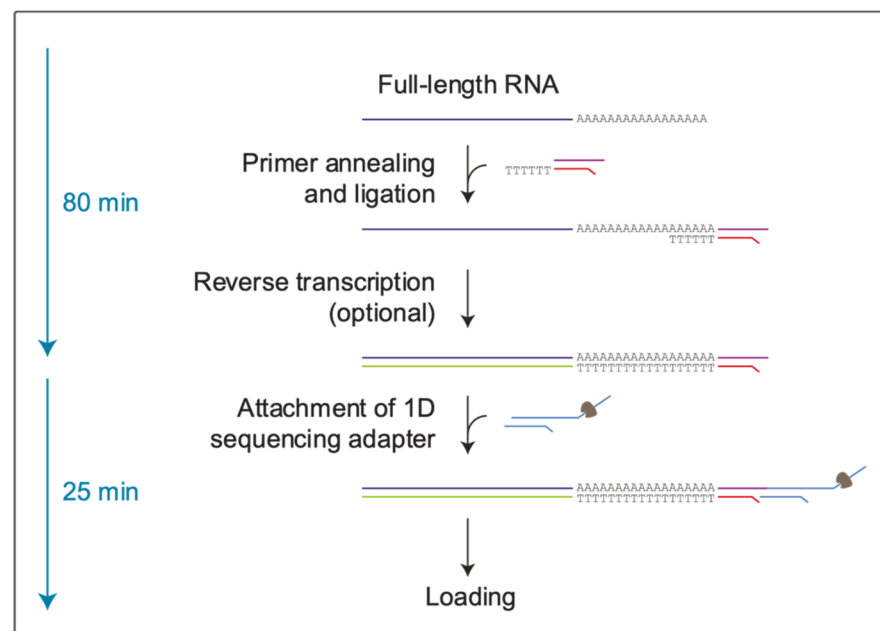 Full-length RNA
AAAAAAAAAAAAAAAAA
Primer annealing
and ligation
TTTTTT
80 min
AAAAAAAAAAAAAAAAAA
TTTTTT
Reverse transcription
(optional)
AAAAAAAAAAAAAAAAAA
TTTTTTTTTTTTTTTTTT
Attachment of 1D
sequencing adapter
25 min
AAAAAAAAAAAAAAAAAA
TTTTTTTTTTTTTTTTTT
Loading